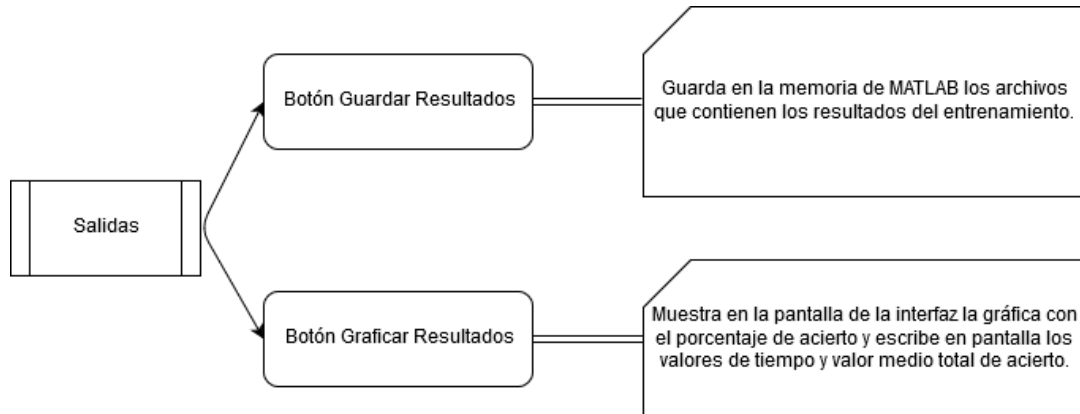 Botón Guardar Resultados
Guarda en la memoria de MATLAB los archivos
que contienen los resultados del entrenamiento.
Salidas
Botón Graficar Resultados
Muestra en la pantalla de la interfaz la gráfica con
el porcentaje de acierto y escribe en pantalla los
valores de tiempo y valor medio total de acierto.